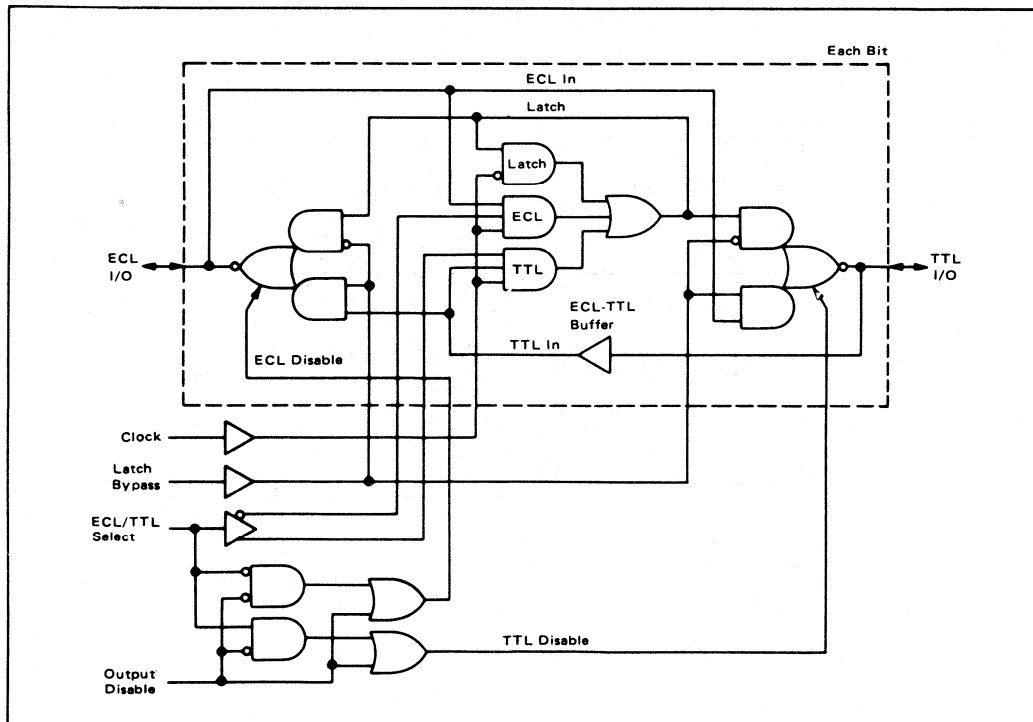 Each Bit
ECL In
Latch
Latch
ECL
TTL
ECL
I/O
TTL
I/O
ECL-TTL
Buffer
TTL In
ECL Disable
Clock
Latch
Bypass
ECL/TTL
Select
TTL Disable
Output
Disable